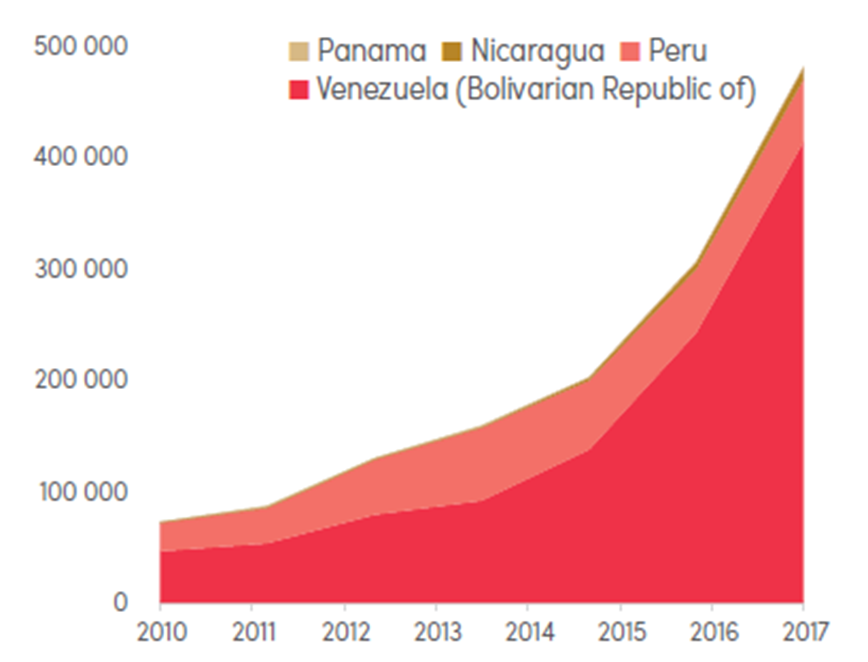 500 000
Panama Nicaragua Peru
Venezuela (Bolivarian Republic of)
400 000
300 000
200 000
100 000
0
2010 2011 2012 2013 2014 2015 2016 2017